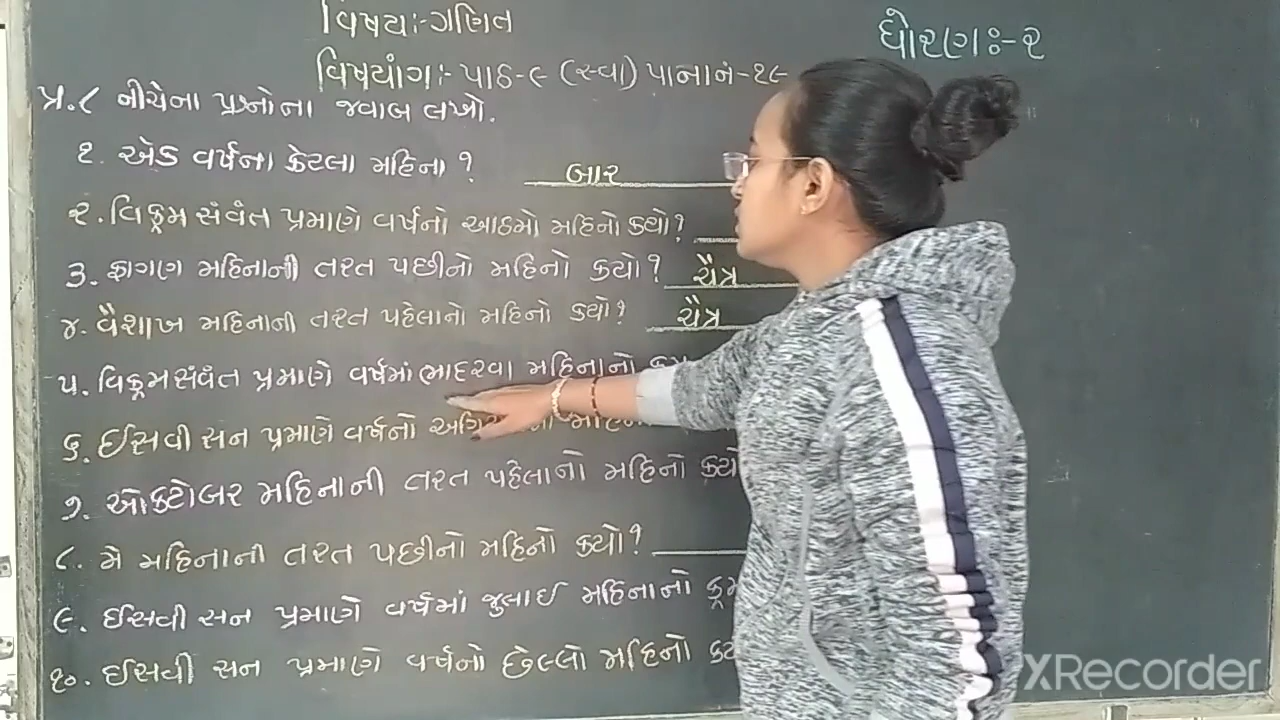 વિષયઃ-ગણિત
ધોરણઃ-૨
વિષયાંગઃ- પાઠ-૯ (સ્વા) પાનાનં-૧૯
પ્ર.૮ નીચેના પ્રશ્નોના જવાબ લખો.
૧. એક વર્ષના કેટલા મહિના ? બાર
૨. વિક્રમ સંવંત પ્રમાણે વર્ષનો આઠમો મહિનો કયો?
૩. ફાગણ મહિનાની તરત પછીનો મહિનો કયો? ચૈત્ર
૪. વૈશાખ મહિનાની તરત પહેલાનો મહિનો કયો? ચૈત્ર
૫. વિક્રમ સંવંત પ્રમાણે વર્ષમાં ભાદરવા મહિનાનો
૬. ઈસવી સન પ્રમાણે વર્ષનો
૭. ઓક્ટોબર મહિનાની તરત પહેલાનો મહિનો કયો
૮. મે મહિનાની તરત પછીનો મહિનો કયો?
૯. ઈસવી સન પ્રમાણે વર્ષમાં જુલાઈ મહિનાનો
૧૦. ઈસવી સન પ્રમાણે વર્ષનો છેલ્લો મહિનો
XRecorder